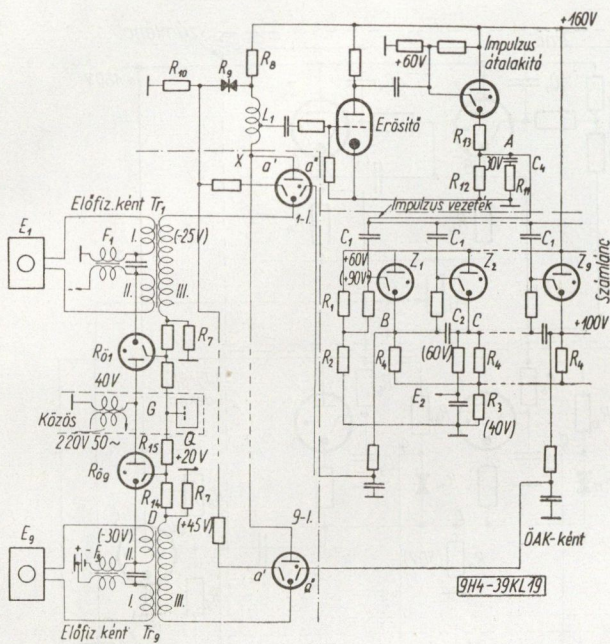 +160V
Impulzus
átalakító
+60V
R10
R9
R8
L1
Erősítő
R13
A
30V
C4
R12
R11
X
a'
a"
Előfiz.ként Tr1
1-I.
Impulzus vezeték
E1
F1
I.
(-25V)
II.
III.
C1
C1
C1
+60V
(+90V)
Z1
Z2
Z9
Számlánc
R1
B
C2
C
+100V
R7
Rö1
R2
R4
(60V)
R4
R4
40V
E2
R3
(40V)
Közös
G
Q
220V 50~
R15
+20V
Rö9
R14
R7
D
(+45V)
9-I.
ŐÁK-ként
E9
(-30V)
+ -
II.
I.
III.
a'
a"
9H4-39KL19
Előfiz ként Tr9